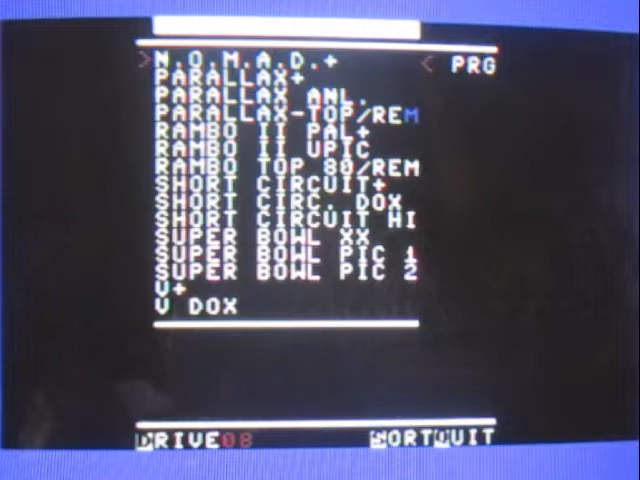 >N.O.M.A.D.+ < PRG
PARALLAX+
PARALLAX ANL.
PARALLAX-TOP/REM
RAMBO II PAL+
RAMBO II UPIC
RAMBO TOP 80/REM
SHORT CIRCUIT+
SHORT CIRC. DOX
SHORT CIRCUIT HI
SUPER BOWL XX
SUPER BOWL PIC 1
SUPER BOWL PIC 2
V+
V DOX
DRIVE08 SORT QUIT